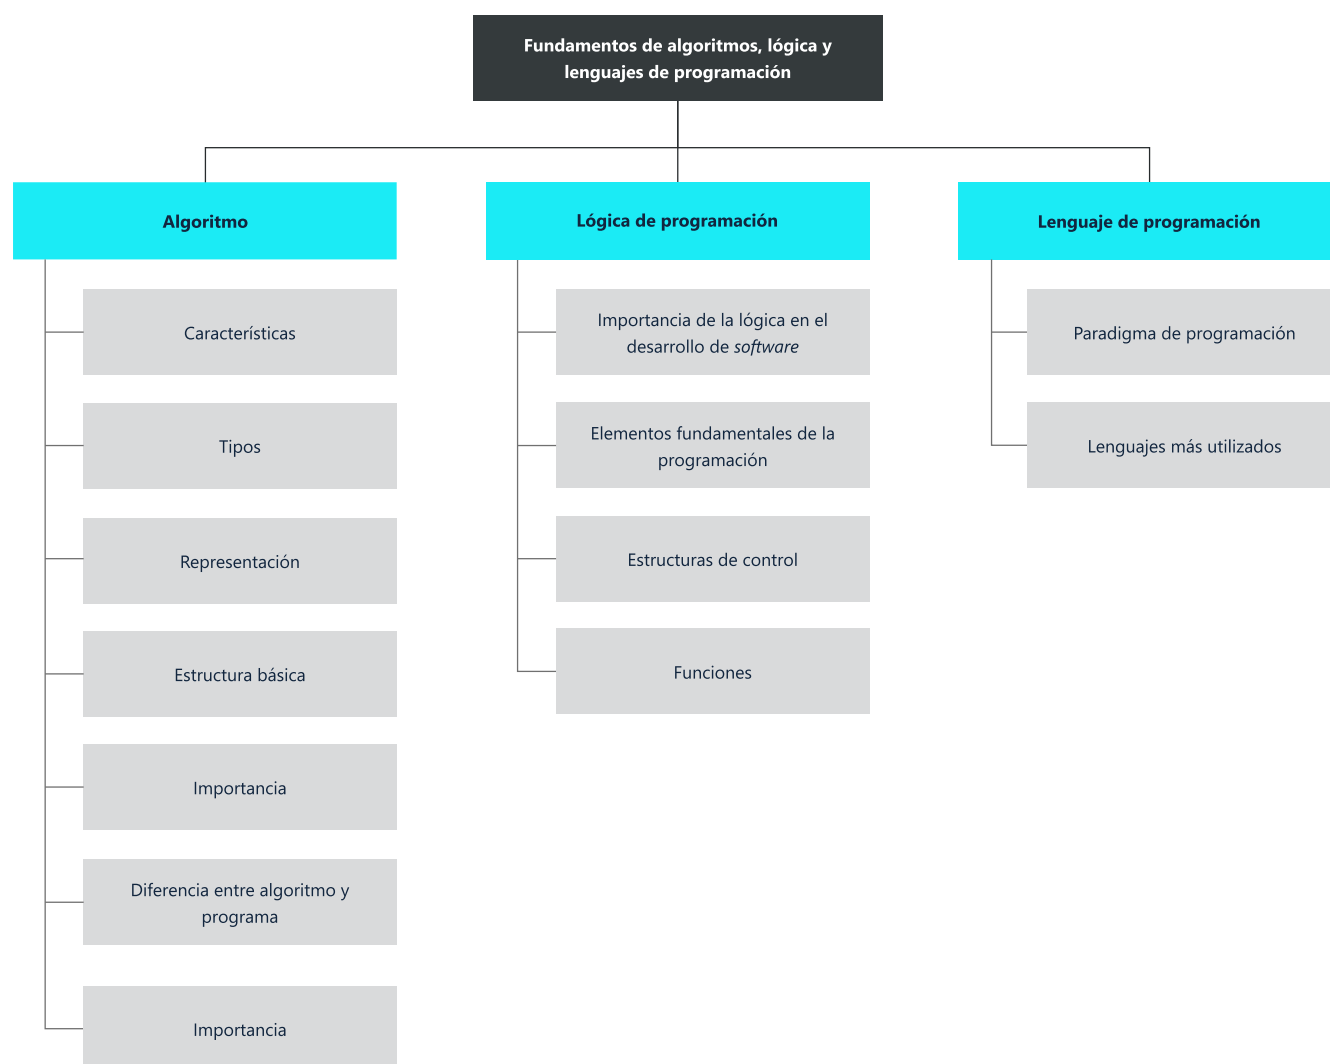 Fundamentos de algoritmos, lógica y
lenguajes de programación
Algoritmo
Características
Tipos
Representación
Estructura básica
Importancia
Diferencia entre algoritmo y
programa
Importancia
Lógica de programación
Importancia de la lógica en el
desarrollo de software
Elementos fundamentales de la
programación
Estructuras de control
Funciones
Lenguaje de programación
Paradigma de programación
Lenguajes más utilizados